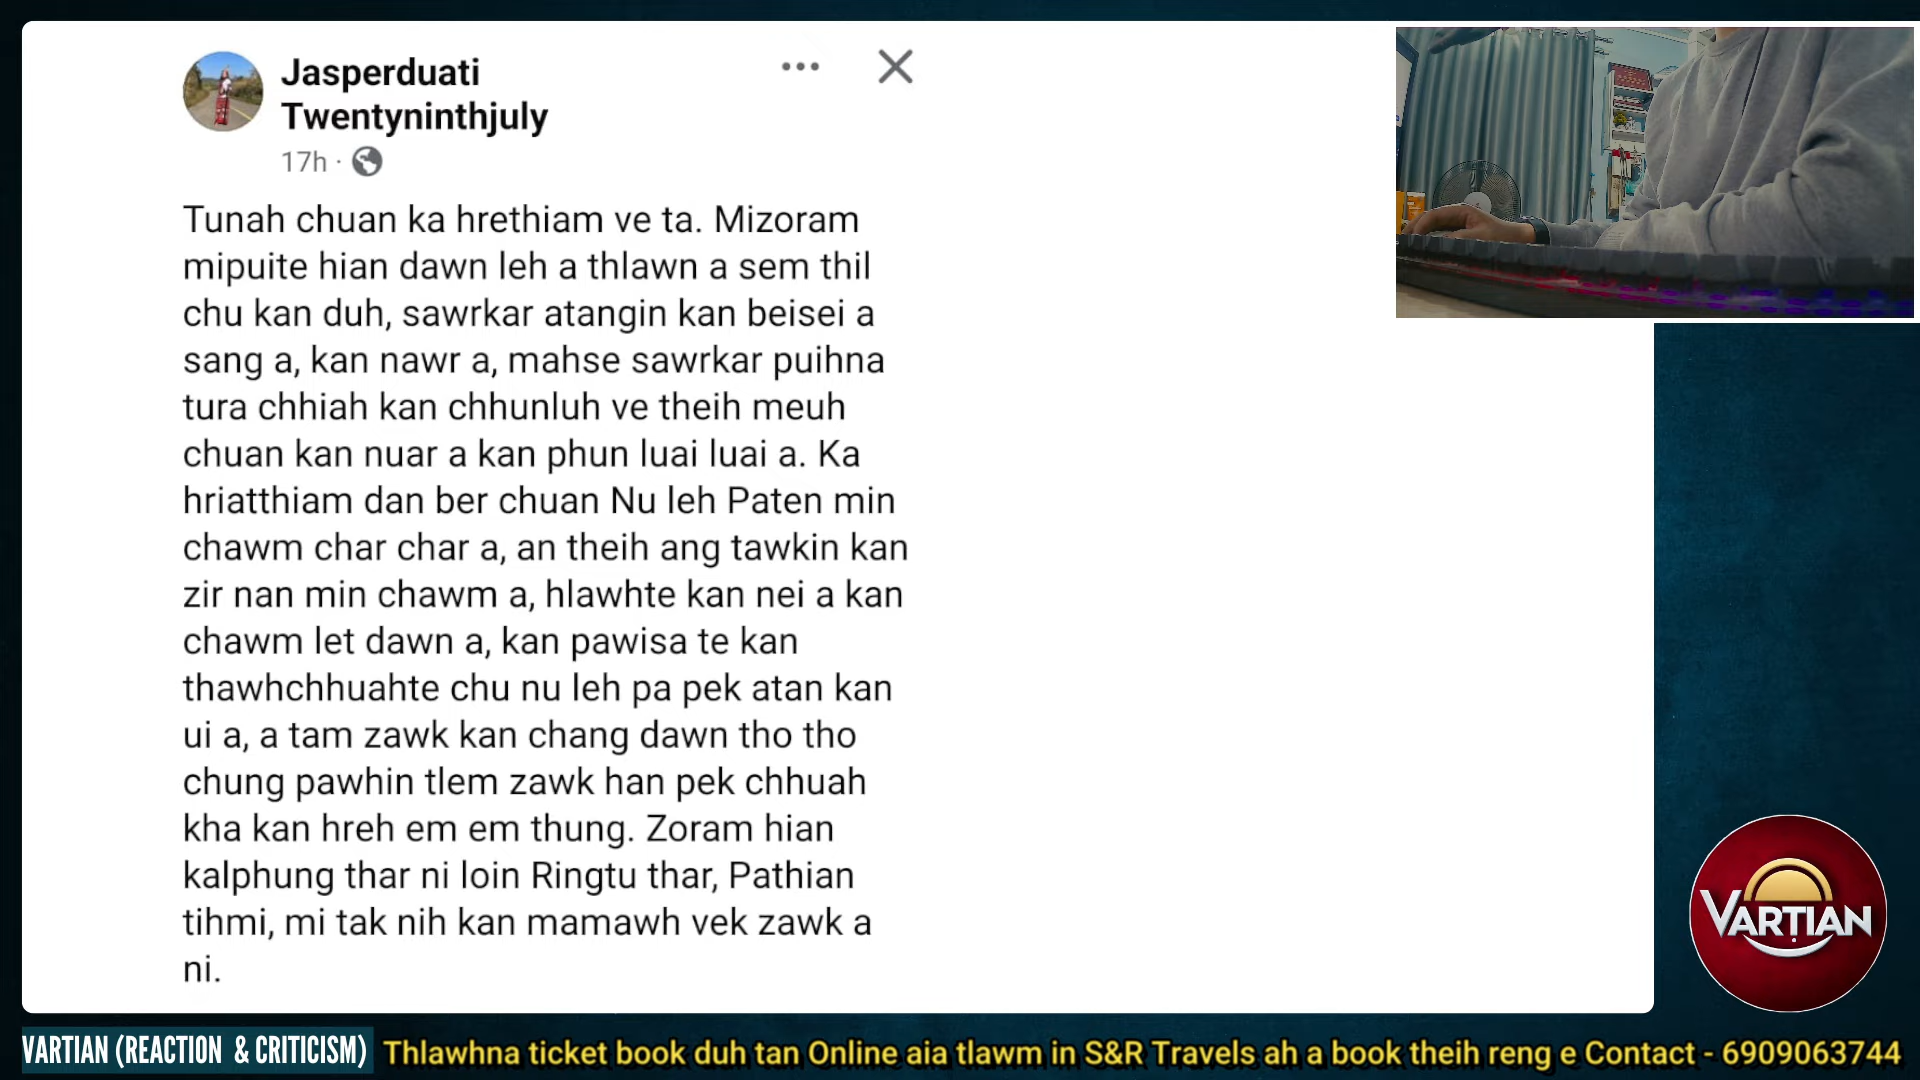 Jasperduati
Twentyninthjuly
17h ·
Tunah chuan ka hrethiam ve ta. Mizoram
mipuite hian dawn leh a thlawn a sem thil
chu kan duh, sawrkar atangin kan beisei a
sang a, kan nawr a, mahse sawrkar puihna
tura chhiah kan chhunluh ve theih meuh
chuan kan nuar a kan phun luai luai a. Ka
hriatthiam dan ber chuan Nu leh Paten min
chawm char char a, an theih ang tawkin kan
zir nan min chawm a, hlawhte kan nei a kan
chawm let dawn a, kan pawisa te kan
thawhchhuahte chu nu leh pa pek atan kan
ui a, a tam zawk kan chang dawn tho tho
chung pawhin tlem zawk han pek chhuah
kha kan hreh em em thung. Zoram hian
kalphung thar ni loin Ringtu thar, Pathian
tihmi, mi tak nih kan mamawh vek zawk a
ni.
VARTIAN
VARTIAN (REACTION & CRITICISM)
Thlawhna ticket book duh tan Online aia tlawm in S&R Travels ah a book theih reng e Contact - 6909063744